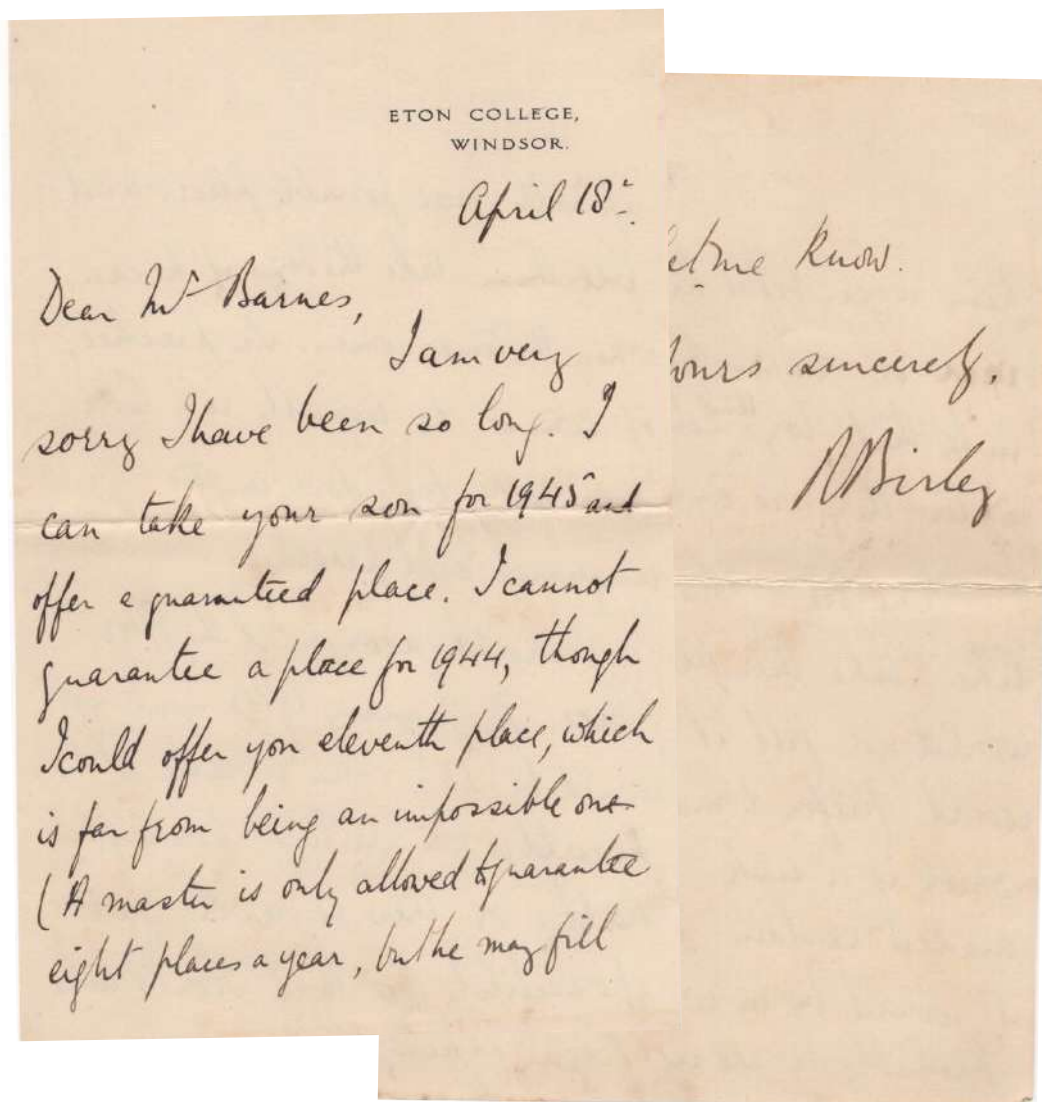 ETON COLLEGE,
WINDSOR.
April 18th.
Dear Mr Barnes,
I am very
sorry I have been so long. I
can take your son for 1945 and
offer a guaranteed place. I cannot
guarantee a place for 1944, though
I could offer you eleventh place, which
is far from being an impossible one.
(A master is only allowed to guarantee
eight places a year, but he may fill
let me know.
Yours sincerely,
R Birley